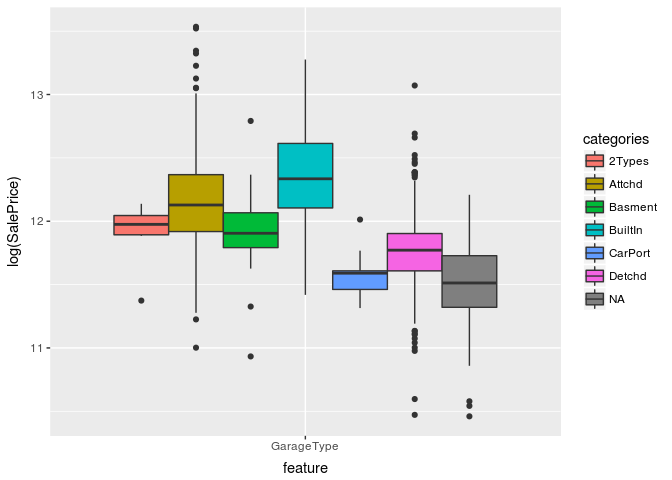 log(SalePrice)
13
12
11
GarageType
feature
categories
2Types
Attchd
Basment
BuiltIn
CarPort
Detchd
NA